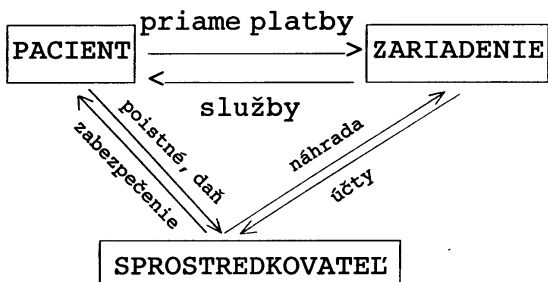 priame platby
PACIENT
ZARIADENIE
služby
poistné, daň
zabezpečenie
náhrada
účty
SPROSTREDKOVATEĽ